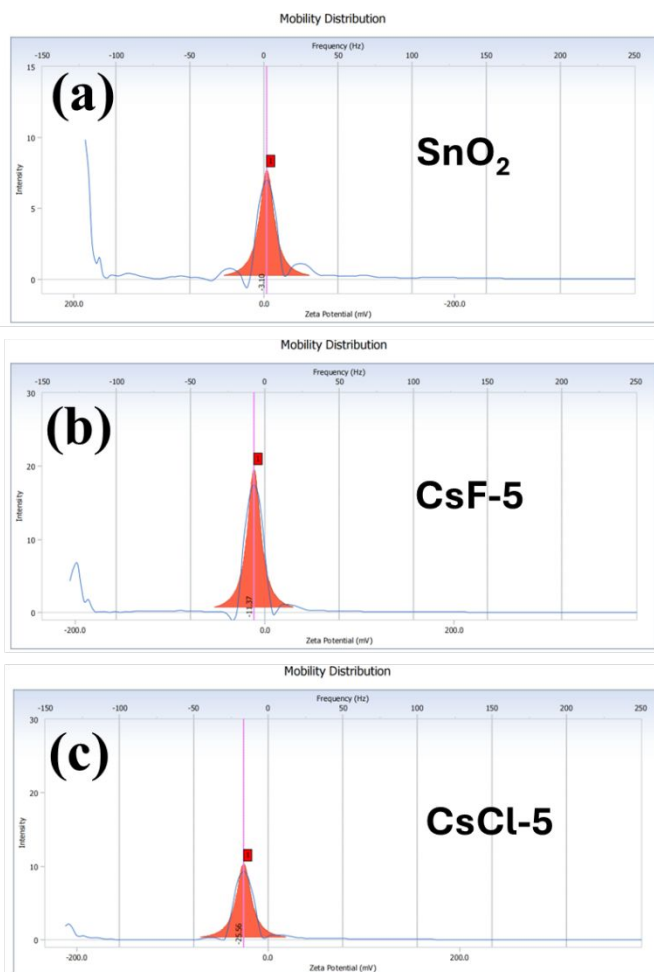 Mobility Distribution
Frequency (Hz)
-150 -100 -50 0 50 100 150 200 250
(a)
SnO₂
Intensity
15
10
5
0
-3.10
200.0 0.0 -200.0
Zeta Potential (mV)
Mobility Distribution
Frequency (Hz)
-150 -100 -50 0 50 100 150 200 250
(b)
CsF-5
Intensity
30
20
10
0
-11.37
-200.0 0.0 200.0
Zeta Potential (mV)
Mobility Distribution
Frequency (Hz)
-150 -100 -50 0 50 100 150 200 250
(c)
CsCl-5
Intensity
30
20
10
0
-25.56
-200.0 0.0 200.0
Zeta Potential (mV)